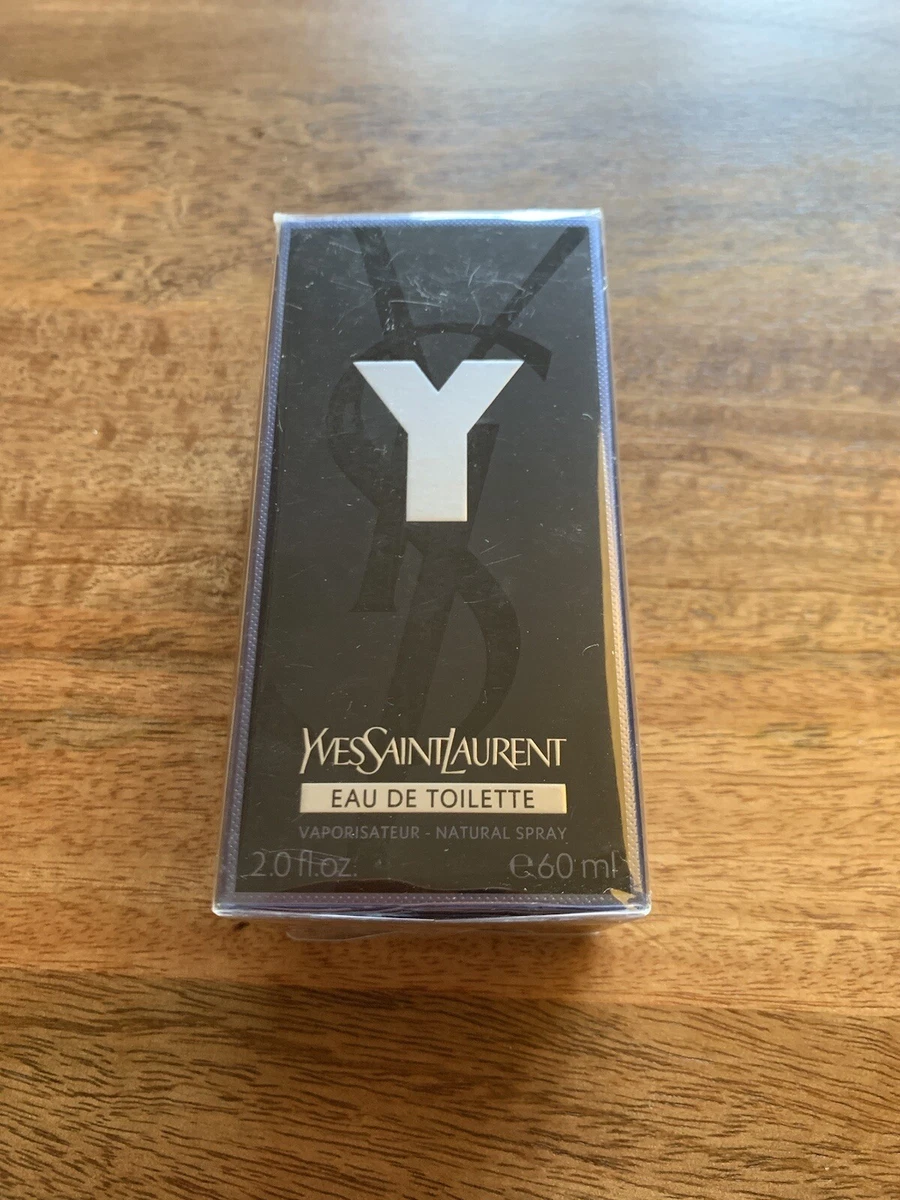 Y
YVESSAINTLAURENT
EAU DE TOILETTE
VAPORISATEUR - NATURAL SPRAY
2.0 fl.oz. ℮60 ml